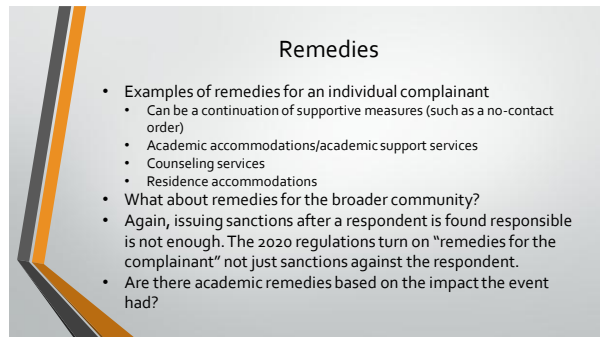 Remedies
• Examples of remedies for an individual complainant
• Can be a continuation of supportive measures (such as a no-contact
order)
• Academic accommodations/academic support services
• Counseling services
• Residence accommodations
• What about remedies for the broader community?
• Again, issuing sanctions after a respondent is found responsible
is not enough. The 2020 regulations turn on “remedies for the
complainant” not just sanctions against the respondent.
• Are there academic remedies based on the impact the event
had?